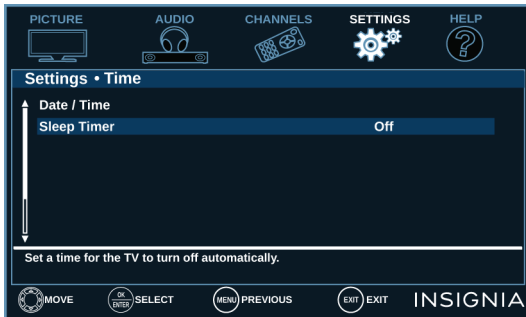 PICTURE AUDIO CHANNELS SETTINGS HELP
Settings • Time
Date / Time
Sleep Timer Off
Set a time for the TV to turn off automatically.
MOVE OK ENTER SELECT MENU PREVIOUS EXIT EXIT INSIGNIA